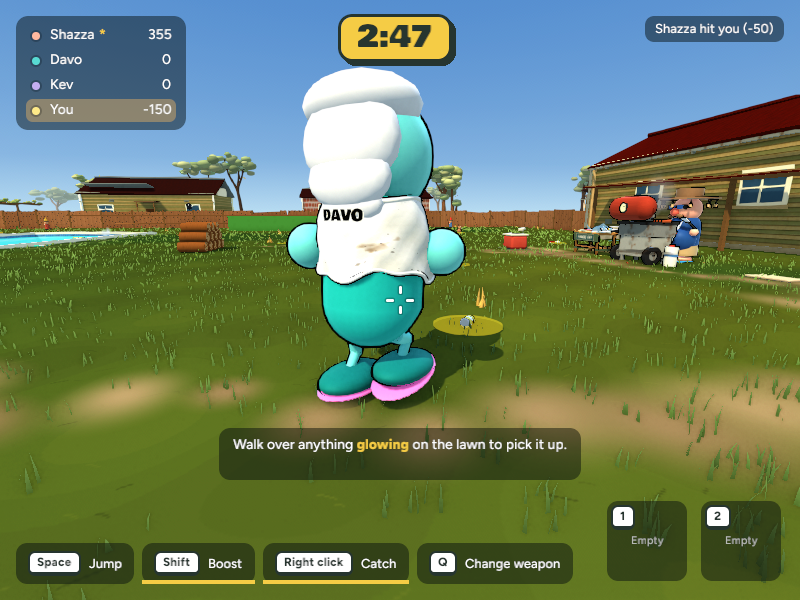 Shazza * 355
Davo 0
Kev 0
You -150
2:47
Shazza hit you (-50)
DAVO
Walk over anything glowing on the lawn to pick it up.
1 Empty
2 Empty
Space Jump
Shift Boost
Right click Catch
Q Change weapon